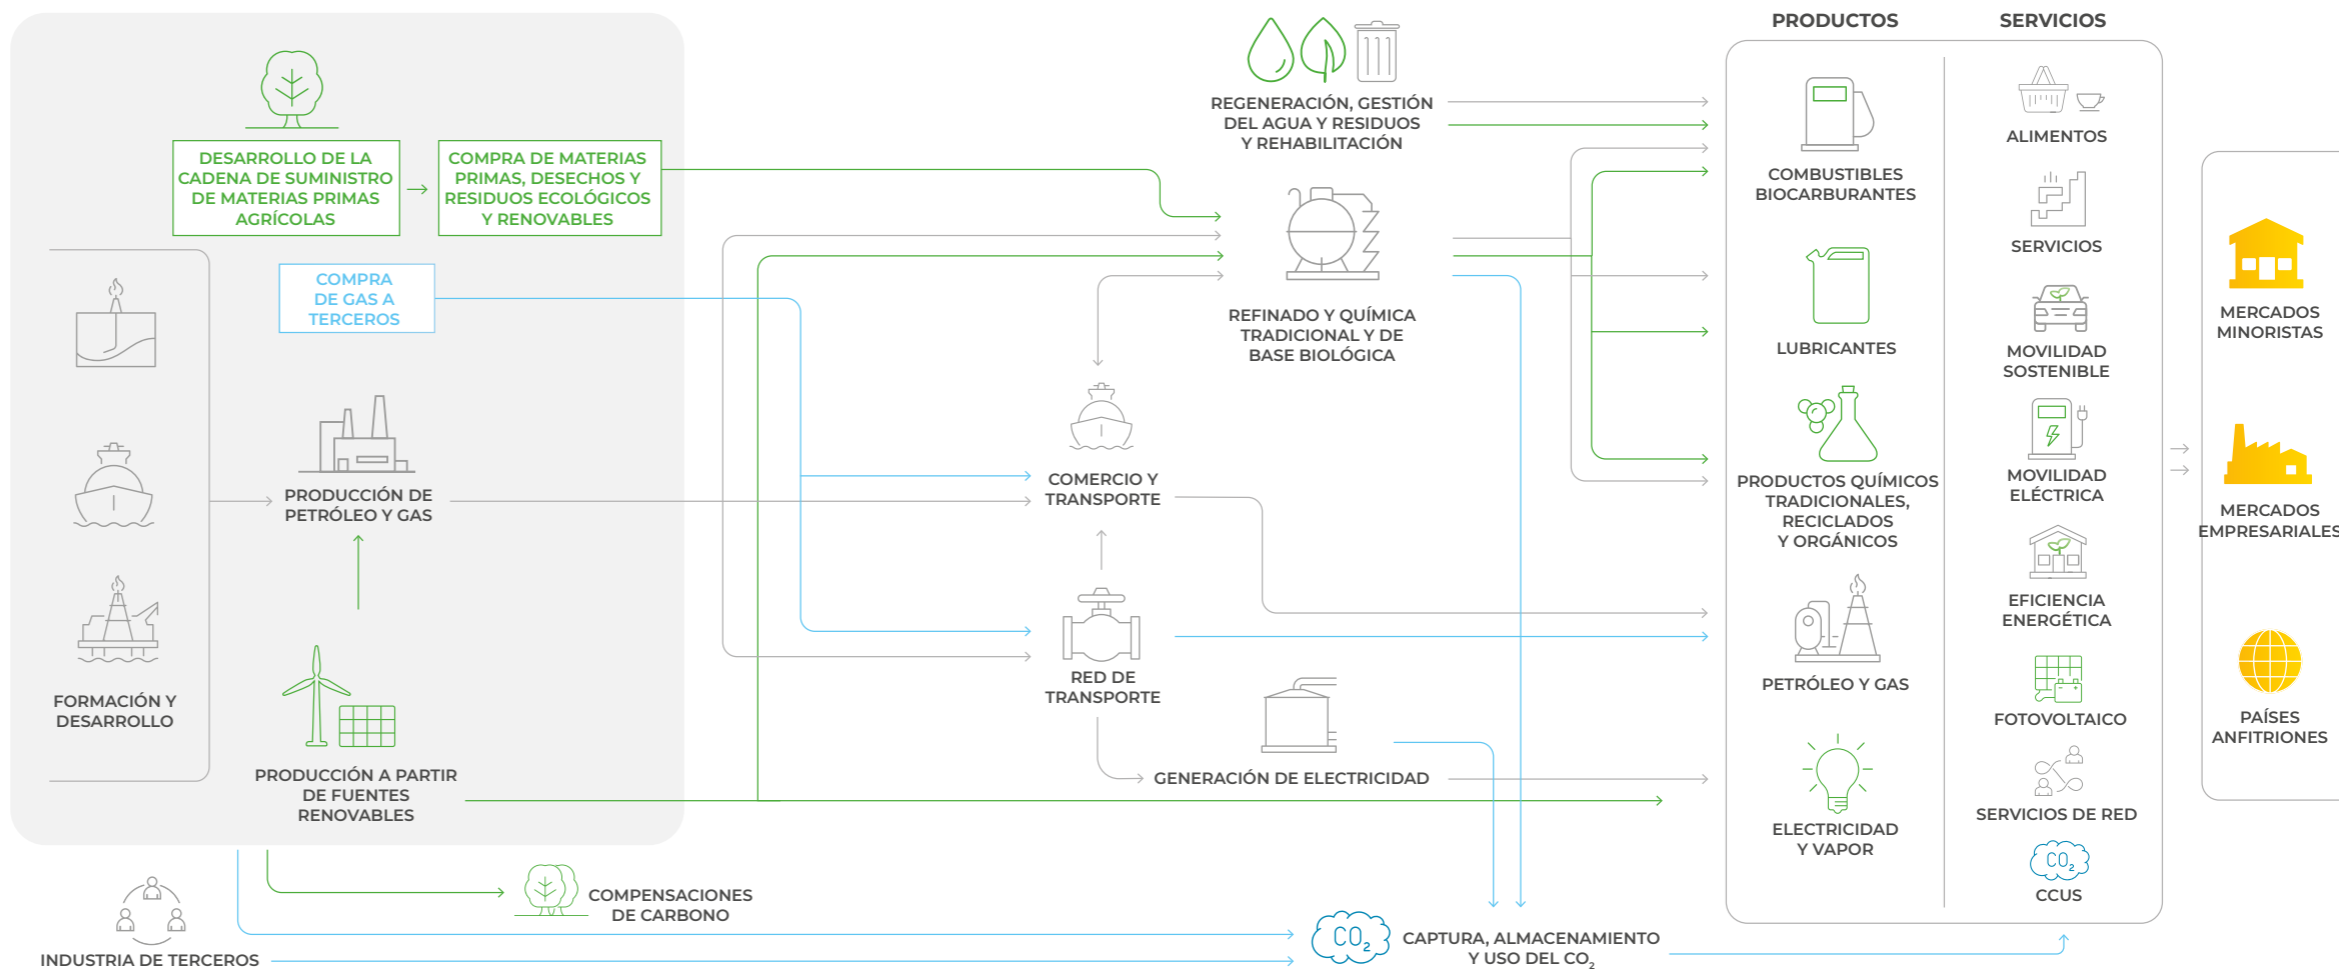 DESARROLLO DE LA
CADENA DE SUMINISTRO
DE MATERIAS PRIMAS
AGRÍCOLAS
COMPRA DE MATERIAS
PRIMAS, DESECHOS Y
RESIDUOS ECOLÓGICOS
Y RENOVABLES
COMPRA
DE GAS A
TERCEROS
PRODUCCIÓN DE
PETRÓLEO Y GAS
FORMACIÓN Y
DESARROLLO
PRODUCCIÓN A PARTIR
DE FUENTES
RENOVABLES
INDUSTRIA DE TERCEROS
COMPENSACIONES
DE CARBONO
REGENERACIÓN, GESTIÓN
DEL AGUA Y RESIDUOS
Y REHABILITACIÓN
REFINADO Y QUÍMICA
TRADICIONAL Y DE
BASE BIOLÓGICA
COMERCIO Y
TRANSPORTE
RED DE
TRANSPORTE
GENERACIÓN DE ELECTRICIDAD
CO₂
CAPTURA, ALMACENAMIENTO
Y USO DEL CO₂
PRODUCTOS
COMBUSTIBLES
BIOCARBURANTES
LUBRICANTES
PRODUCTOS QUÍMICOS
TRADICIONALES,
RECICLADOS
Y ORGÁNICOS
PETRÓLEO Y GAS
ELECTRICIDAD
Y VAPOR
SERVICIOS
ALIMENTOS
SERVICIOS
MOVILIDAD
SOSTENIBLE
MOVILIDAD
ELÉCTRICA
EFICIENCIA
ENERGÉTICA
FOTOVOLTAICO
SERVICIOS DE RED
CO₂
CCUS
MERCADOS
MINORISTAS
MERCADOS
EMPRESARIALES
PAÍSES
ANFITRIONES